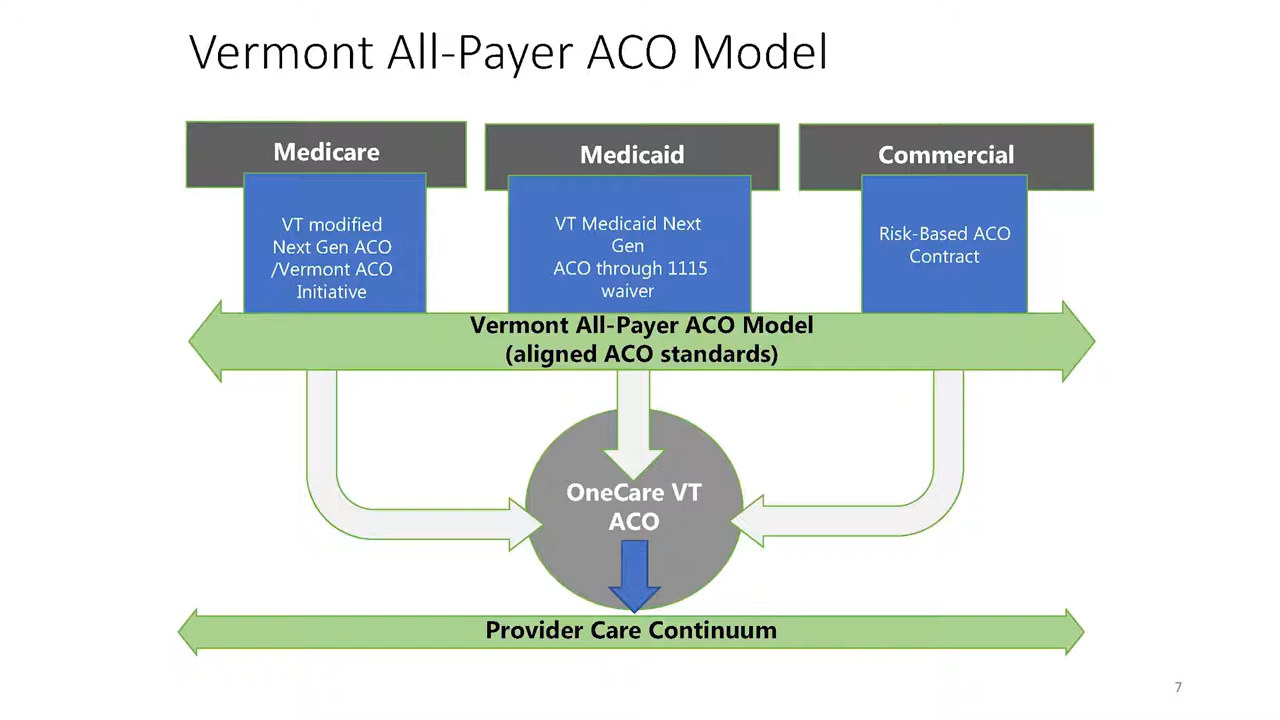 Vermont All-Payer ACO Model
Medicare
Medicaid
Commercial
VT modified
Next Gen ACO
/Vermont ACO
Initiative
VT Medicaid Next
Gen
ACO through 1115
waiver
Risk-Based ACO
Contract
Vermont All-Payer ACO Model
(aligned ACO standards)
OneCare VT
ACO
Provider Care Continuum
7